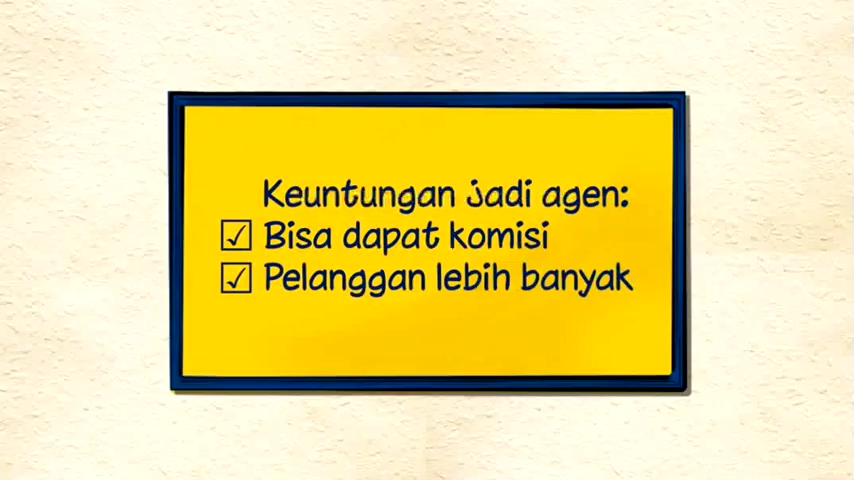 Keuntungan jadi agen:
☑ Bisa dapat komisi
☑ Pelanggan lebih banyak